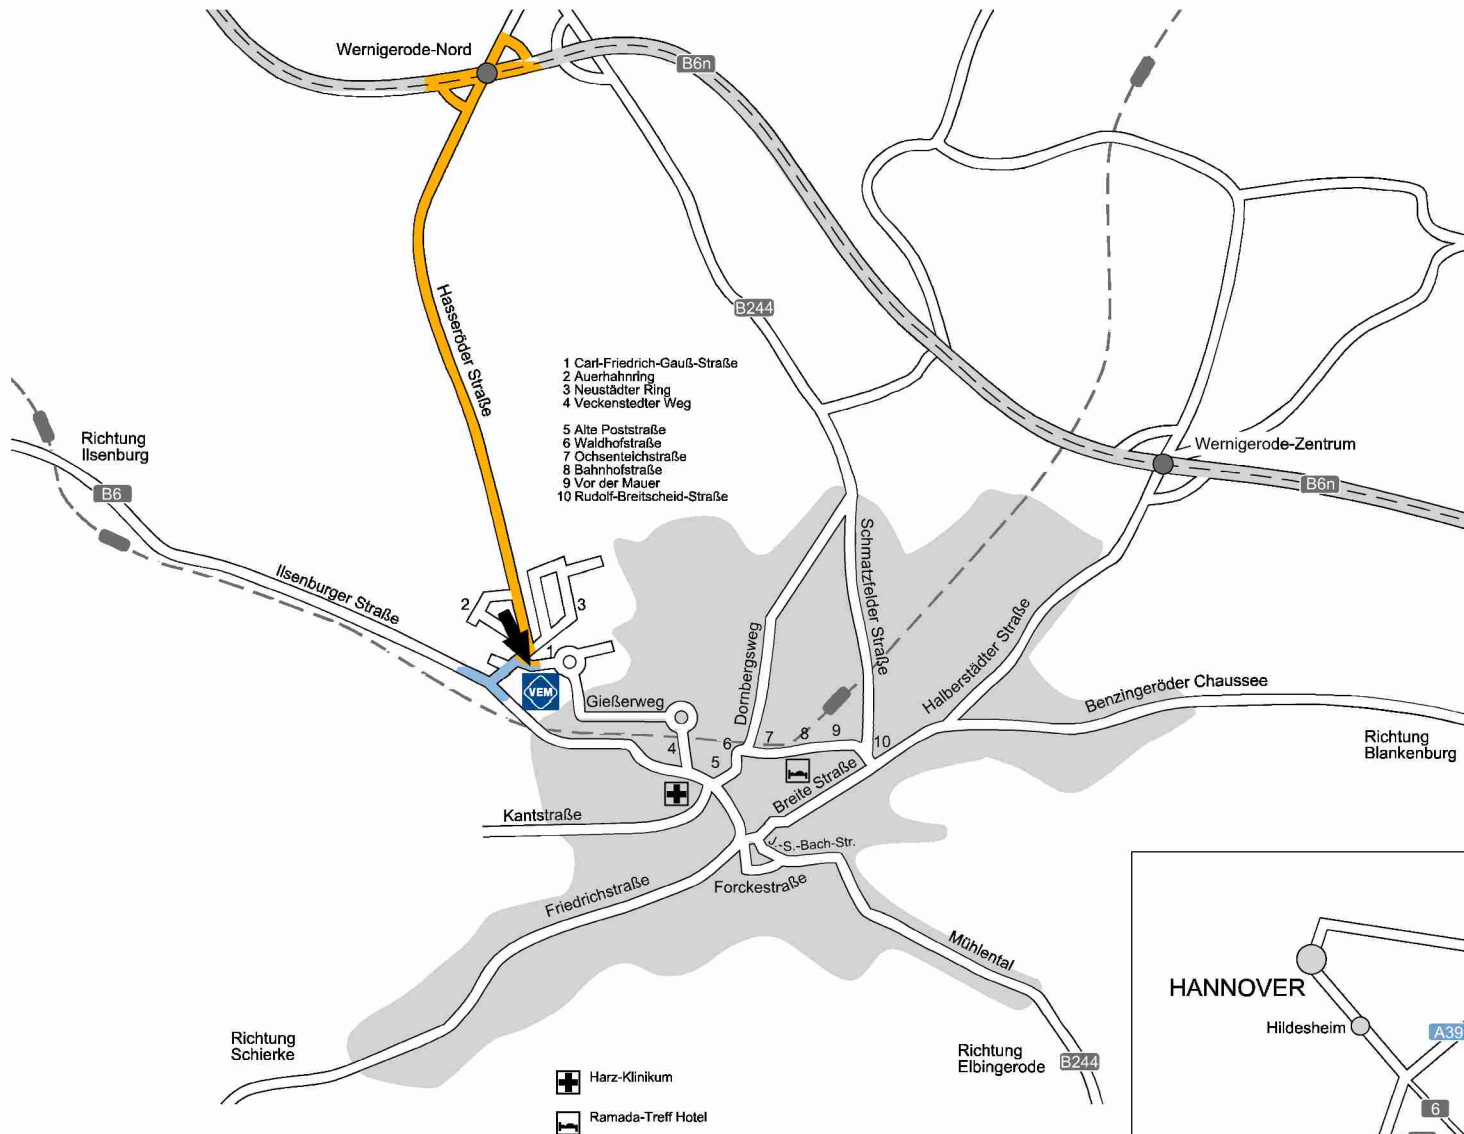 Wernigerode-Nord
B6n
Hasseröder Straße
B244
1 Carl-Friedrich-Gauß-Straße
2 Auerhahnring
3 Neustädter Ring
4 Veckenstedter Weg
5 Alte Poststraße
6 Waldhofstraße
7 Ochsenteichstraße
8 Bahnhofstraße
9 Vor der Mauer
10 Rudolf-Breitscheid-Straße
Richtung
Ilsenburg
B6
Wernigerode-Zentrum
B6n
Ilsenburger Straße
Schmatzfelder Straße
2
3
1
VEM
Gießerweg
Dornbergsweg
Halberstädter Straße
Benzingeröder Chaussee
Richtung
Blankenburg
4
5
6
7
8
9
10
Kantstraße
Breite Straße
J.-S.-Bach-Str.
Forckestraße
Friedrichstraße
Mühlental
Richtung
Schierke
Richtung
Elbingerode
B244
Harz-Klinikum
Ramada-Treff Hotel
HANNOVER
Hildesheim
A39
6